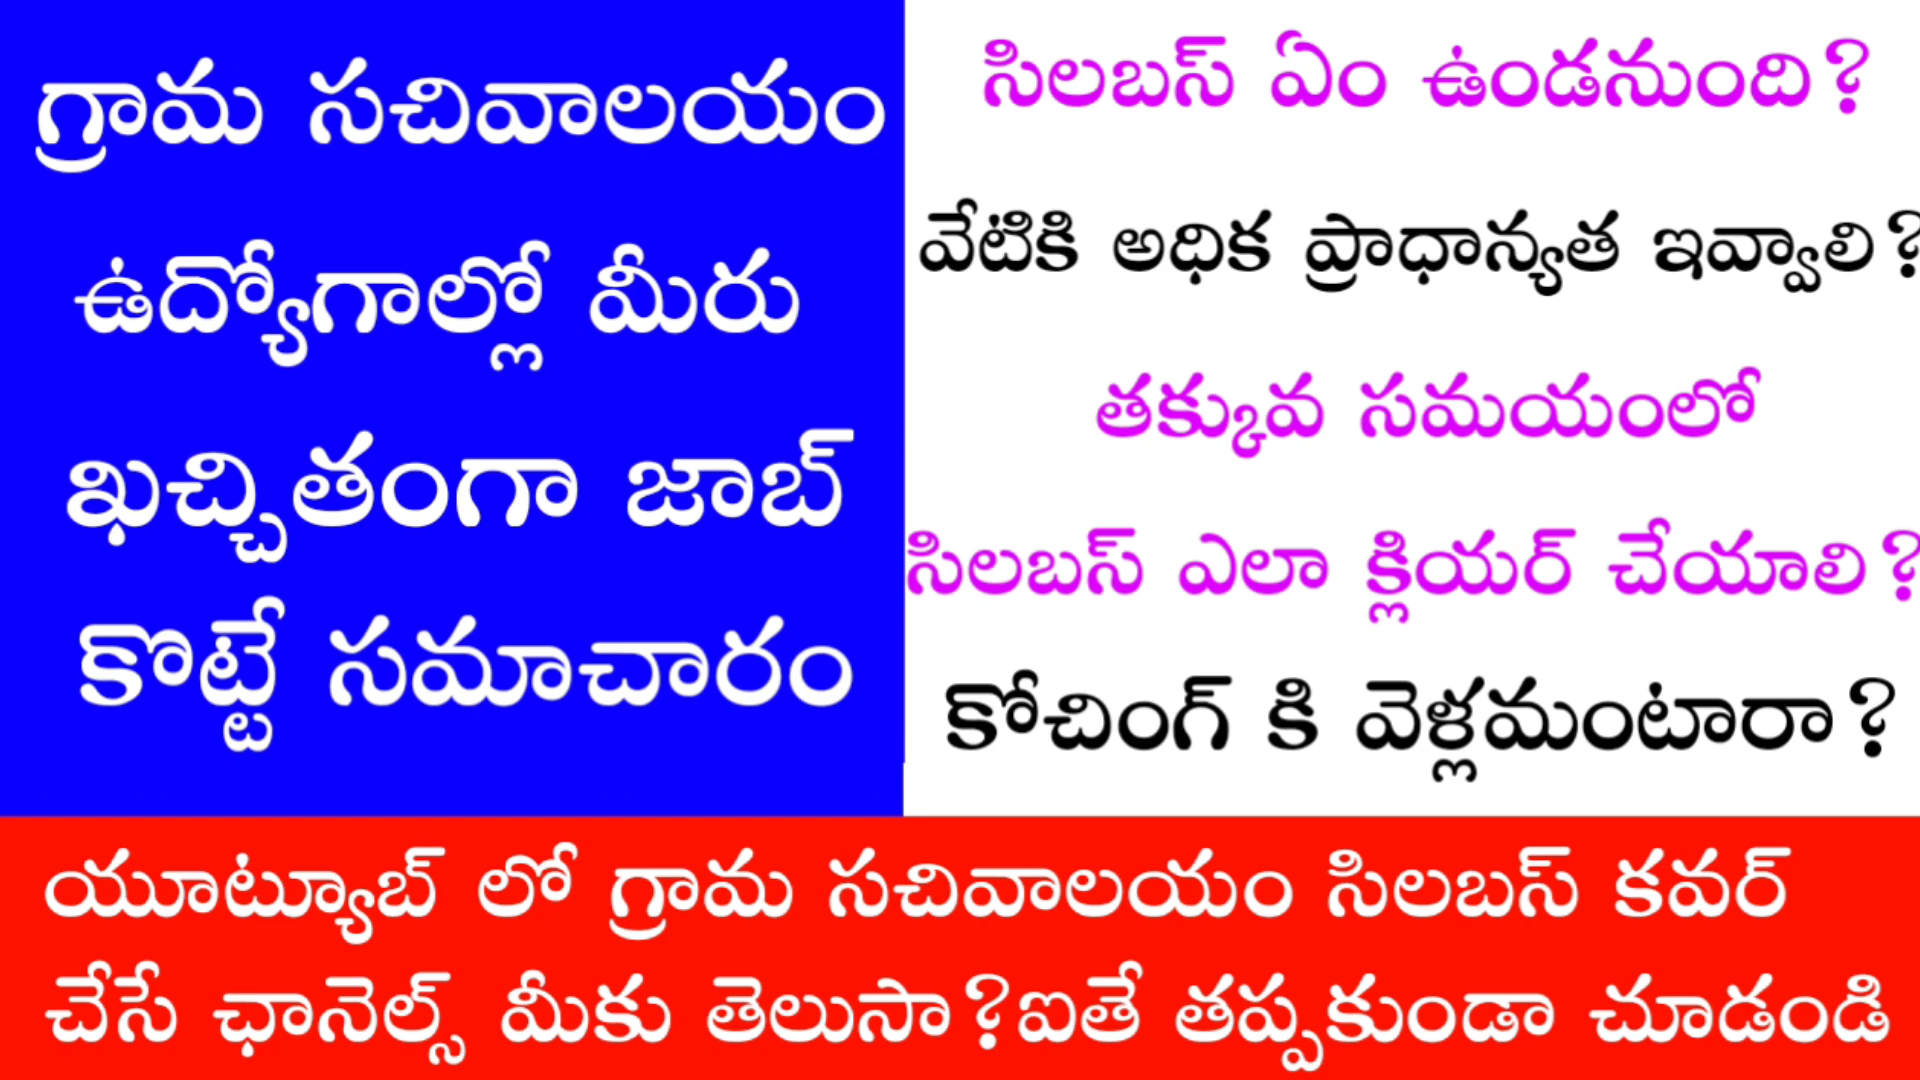 గ్రామ సచివాలయం
ఉద్యోగాల్లో మీరు
ఖచ్చితంగా జాబ్
కొట్టే సమాచారం
సిలబస్ ఏం ఉండనుంది?
వేటికి అధిక ప్రాధాన్యత ఇవ్వాలి?
తక్కువ సమయంలో
సిలబస్ ఎలా క్లియర్ చేయాలి?
కోచింగ్ కి వెళ్లమంటారా?
యూట్యూబ్ లో గ్రామ సచివాలయం సిలబస్ కవర్
చేసే ఛానెల్స్ మీకు తెలుసా?ఐతే తప్పకుండా చూడండి